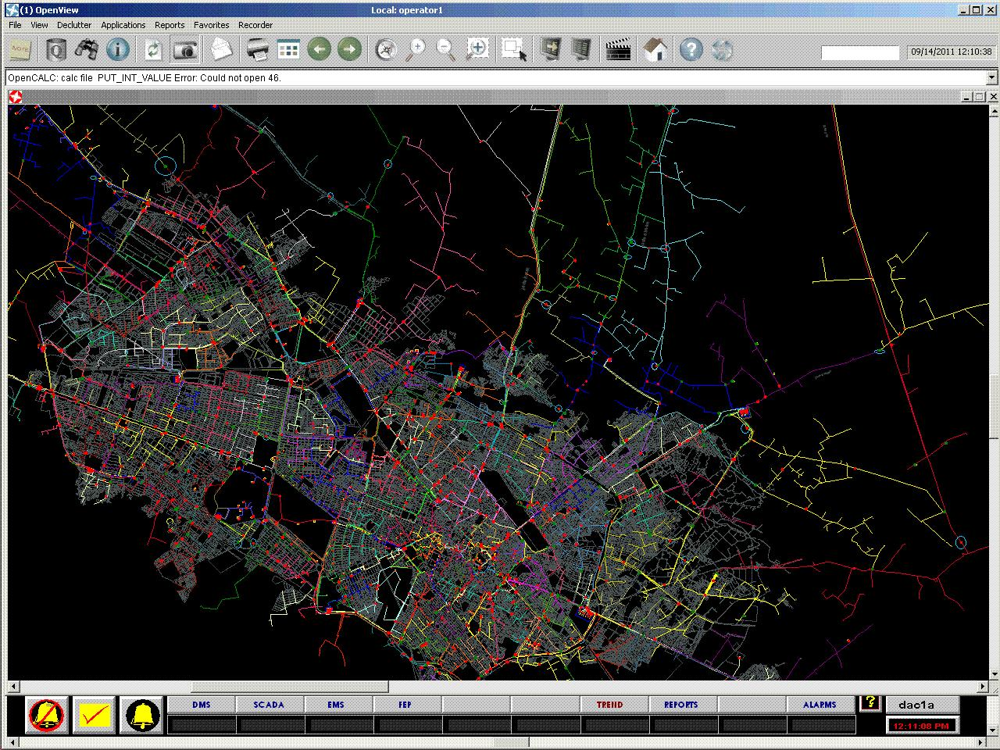 (1) OpenView Local: operator1
File View Declutter Applications Reports Favorites Recorder
NOTE Q i ? 09/14/2011 12:10:38
OpenCALC: calc file PUT_INT_VALUE Error: Could not open 46.
DMS SCADA EMS FEP TREND REPORTS ALARMS ? dac1a
12:11:08 PM